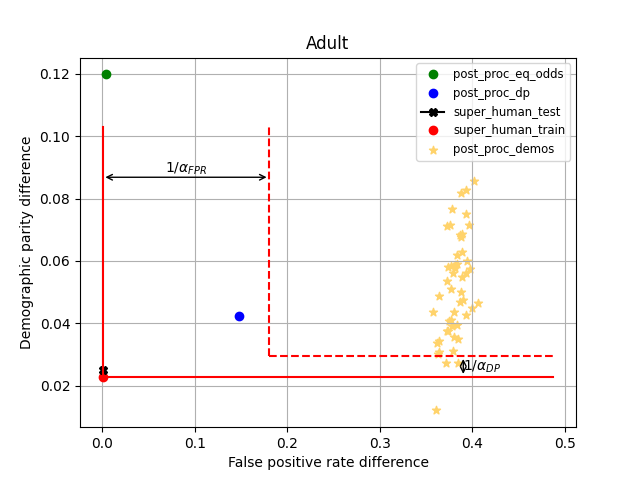 Adult
Demographic parity difference
0.12
0.10
0.08
0.06
0.04
0.02
post_proc_eq_odds
post_proc_dp
super_human_test
super_human_train
post_proc_demos
1/α_FPR
1/α_DP
0.0 0.1 0.2 0.3 0.4 0.5
False positive rate difference